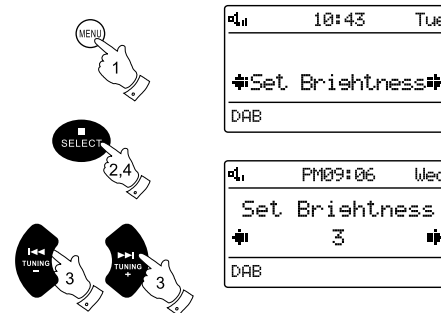 MENU
1
SELECT
2,4
TUNING
−
3
TUNING
+
3
10:43 Tue
Set Brightness
DAB
PM09:06 Wed
Set Brightness
3
DAB